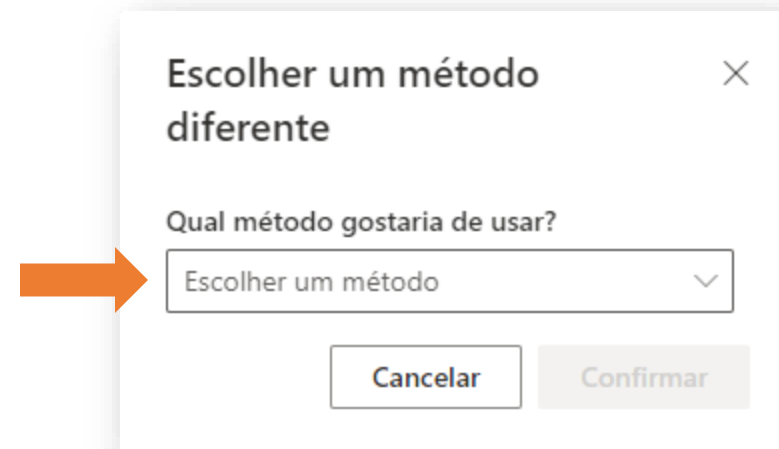 Escolher um método
diferente
Qual método gostaria de usar?
Escolher um método
Cancelar
Confirmar